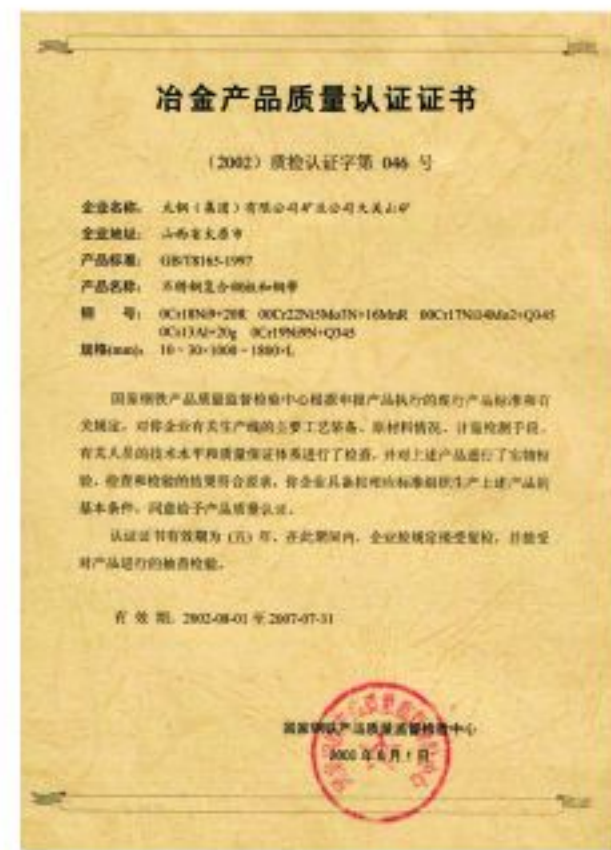 冶金产品质量认证证书
（2002）质检认证字第 046 号
企业名称： 太钢（集团）有限公司矿业公司大关山矿
企业地址： 山西省太原市
产品标准： GB/T8165-1997
产品名称： 不锈钢复合钢板和钢带
钢 号： 0Cr18Ni9+20R 00Cr22Ni5Mo3N+16MnR 00Cr17Ni14Mo2+Q345
0Cr13Al+20g 0Cr19Ni9N+Q345
规格(mm)： 10～30×1000～1800×L
国家钢铁产品质量监督检验中心根据申报产品执行的现行产品标准和有
关规定，对你企业有关生产线的主要工艺装备、原材料情况、计量检测手段、
有关人员的技术水平和质量保证体系进行了检查，并对上述产品进行了实物检
验，检查和检验的结果符合要求，你企业具备按相应标准组织生产上述产品的
基本条件，同意给予产品质量认证。
认证证书有效期为（五）年，在此期间内，企业按规定接受复检，并接受
对产品进行的抽查检验。
有 效 期：2002-08-01 至 2007-07-31
国家钢铁产品质量监督检验中心
2002 年 8 月 1 日